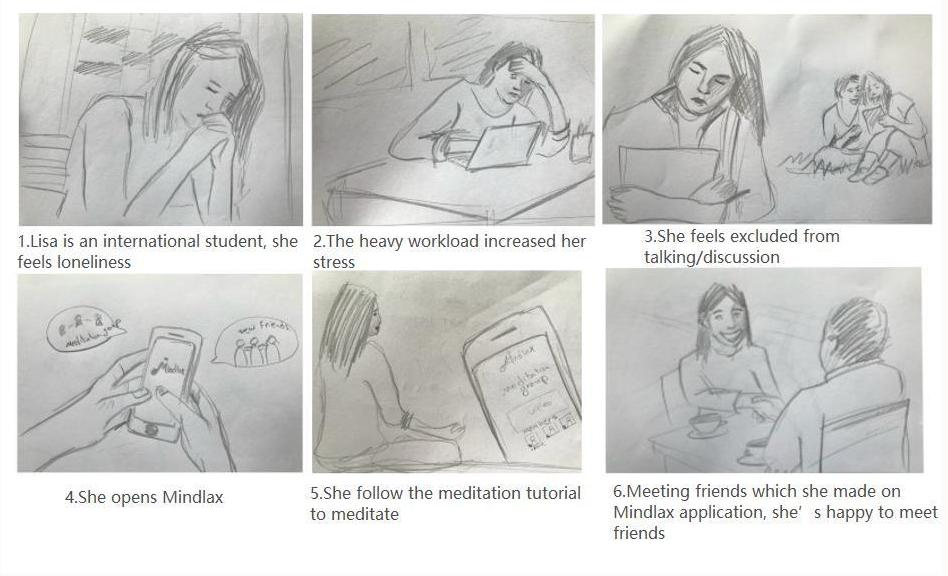 1.Lisa is an international student, she
feels loneliness
2.The heavy workload increased her
stress
3.She feels excluded from
talking/discussion
meditation group
Mindlax
new friends
4.She opens Mindlax
Mindlax
meditation
group
video
members
5.She follow the meditation tutorial
to meditate
6.Meeting friends which she made on
Mindlax application, she’s happy to meet
friends